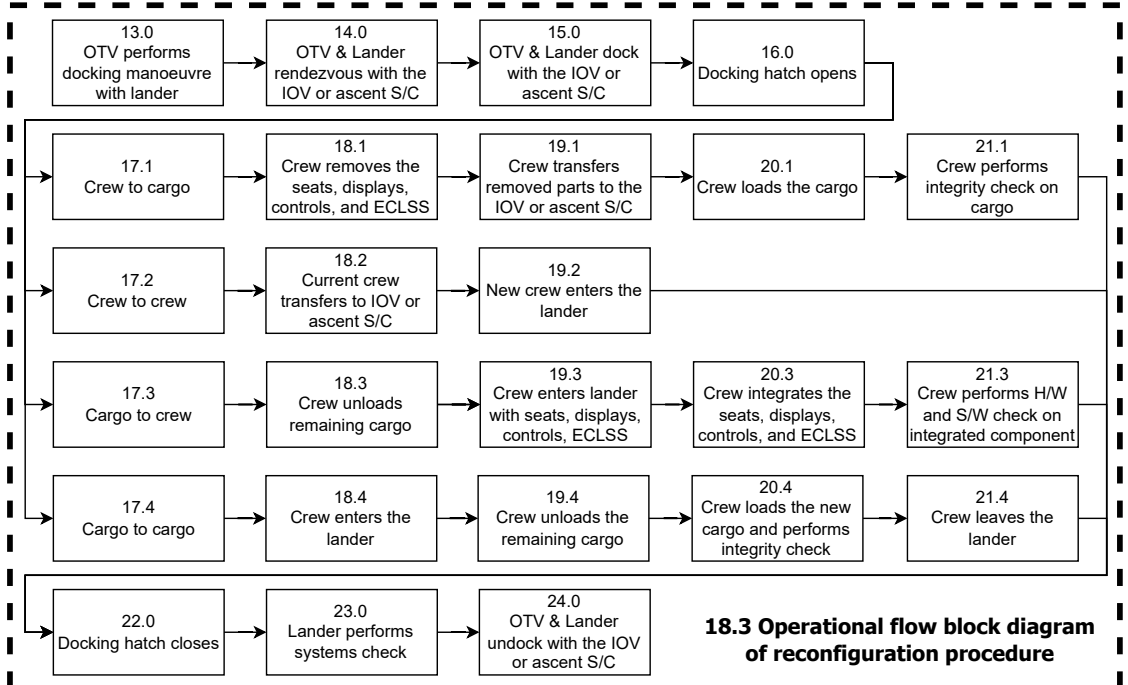 13.0
OTV performs
docking manoeuvre
with lander
14.0
OTV & Lander
rendezvous with the
IOV or ascent S/C
15.0
OTV & Lander dock
with the IOV or
ascent S/C
16.0
Docking hatch opens
17.1
Crew to cargo
18.1
Crew removes the
seats, displays,
controls, and ECLSS
19.1
Crew transfers
removed parts to the
IOV or ascent S/C
20.1
Crew loads the cargo
21.1
Crew performs
integrity check on
cargo
17.2
Crew to crew
18.2
Current crew
transfers to IOV or
ascent S/C
19.2
New crew enters the
lander
17.3
Cargo to crew
18.3
Crew unloads
remaining cargo
19.3
Crew enters lander
with seats, displays,
controls, ECLSS
20.3
Crew integrates the
seats, displays,
controls, and ECLSS
21.3
Crew performs H/W
and S/W check on
integrated component
17.4
Cargo to cargo
18.4
Crew enters the
lander
19.4
Crew unloads the
remaining cargo
20.4
Crew loads the new
cargo and performs
integrity check
21.4
Crew leaves the
lander
22.0
Docking hatch closes
23.0
Lander performs
systems check
24.0
OTV & Lander
undock with the IOV
or ascent S/C
18.3 Operational flow block diagram
of reconfiguration procedure